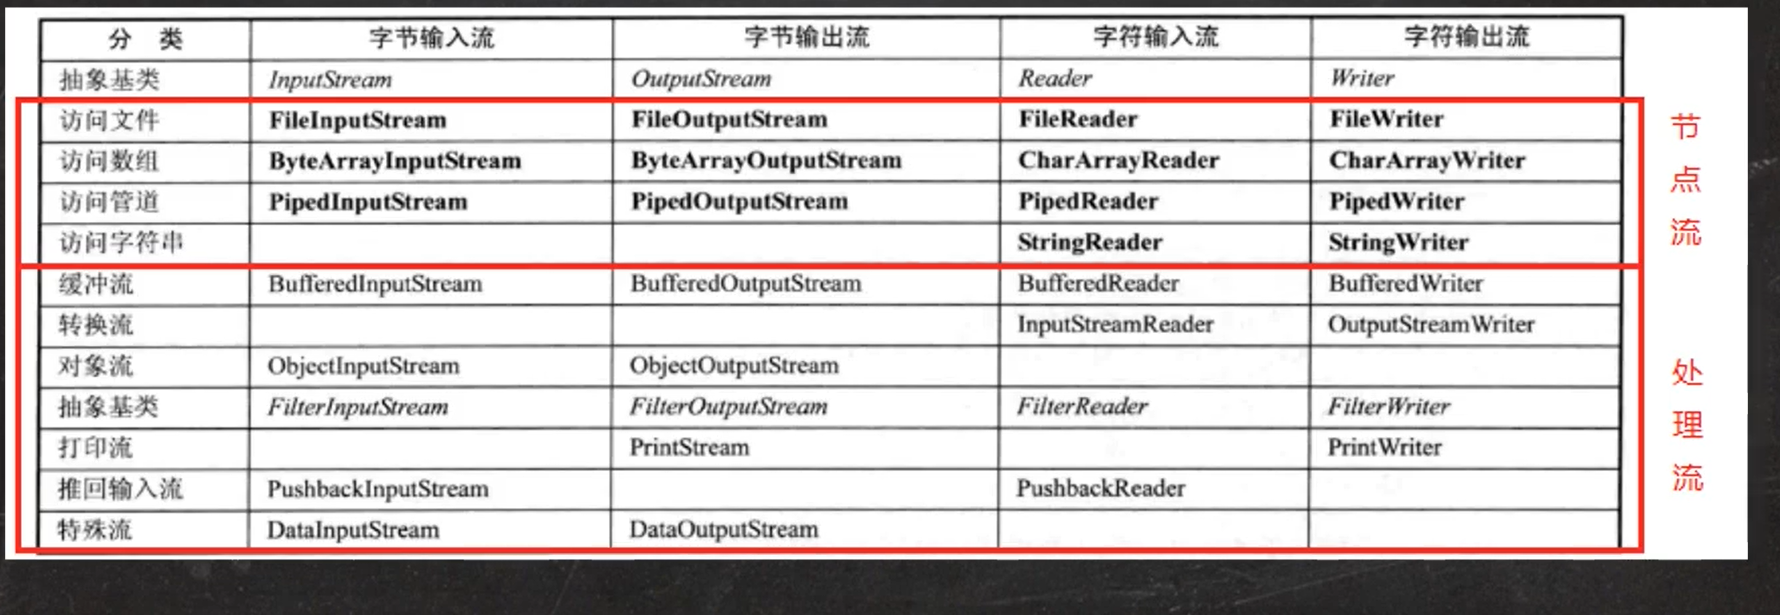 分 类 字节输入流 字节输出流 字符输入流 字符输出流
抽象基类 InputStream OutputStream Reader Writer
访问文件 FileInputStream FileOutputStream FileReader FileWriter
访问数组 ByteArrayInputStream ByteArrayOutputStream CharArrayReader CharArrayWriter
访问管道 PipedInputStream PipedOutputStream PipedReader PipedWriter
访问字符串 StringReader StringWriter
缓冲流 BufferedInputStream BufferedOutputStream BufferedReader BufferedWriter
转换流 InputStreamReader OutputStreamWriter
对象流 ObjectInputStream ObjectOutputStream
抽象基类 FilterInputStream FilterOutputStream FilterReader FilterWriter
打印流 PrintStream PrintWriter
推回输入流 PushbackInputStream PushbackReader
特殊流 DataInputStream DataOutputStream
节点流
处理流